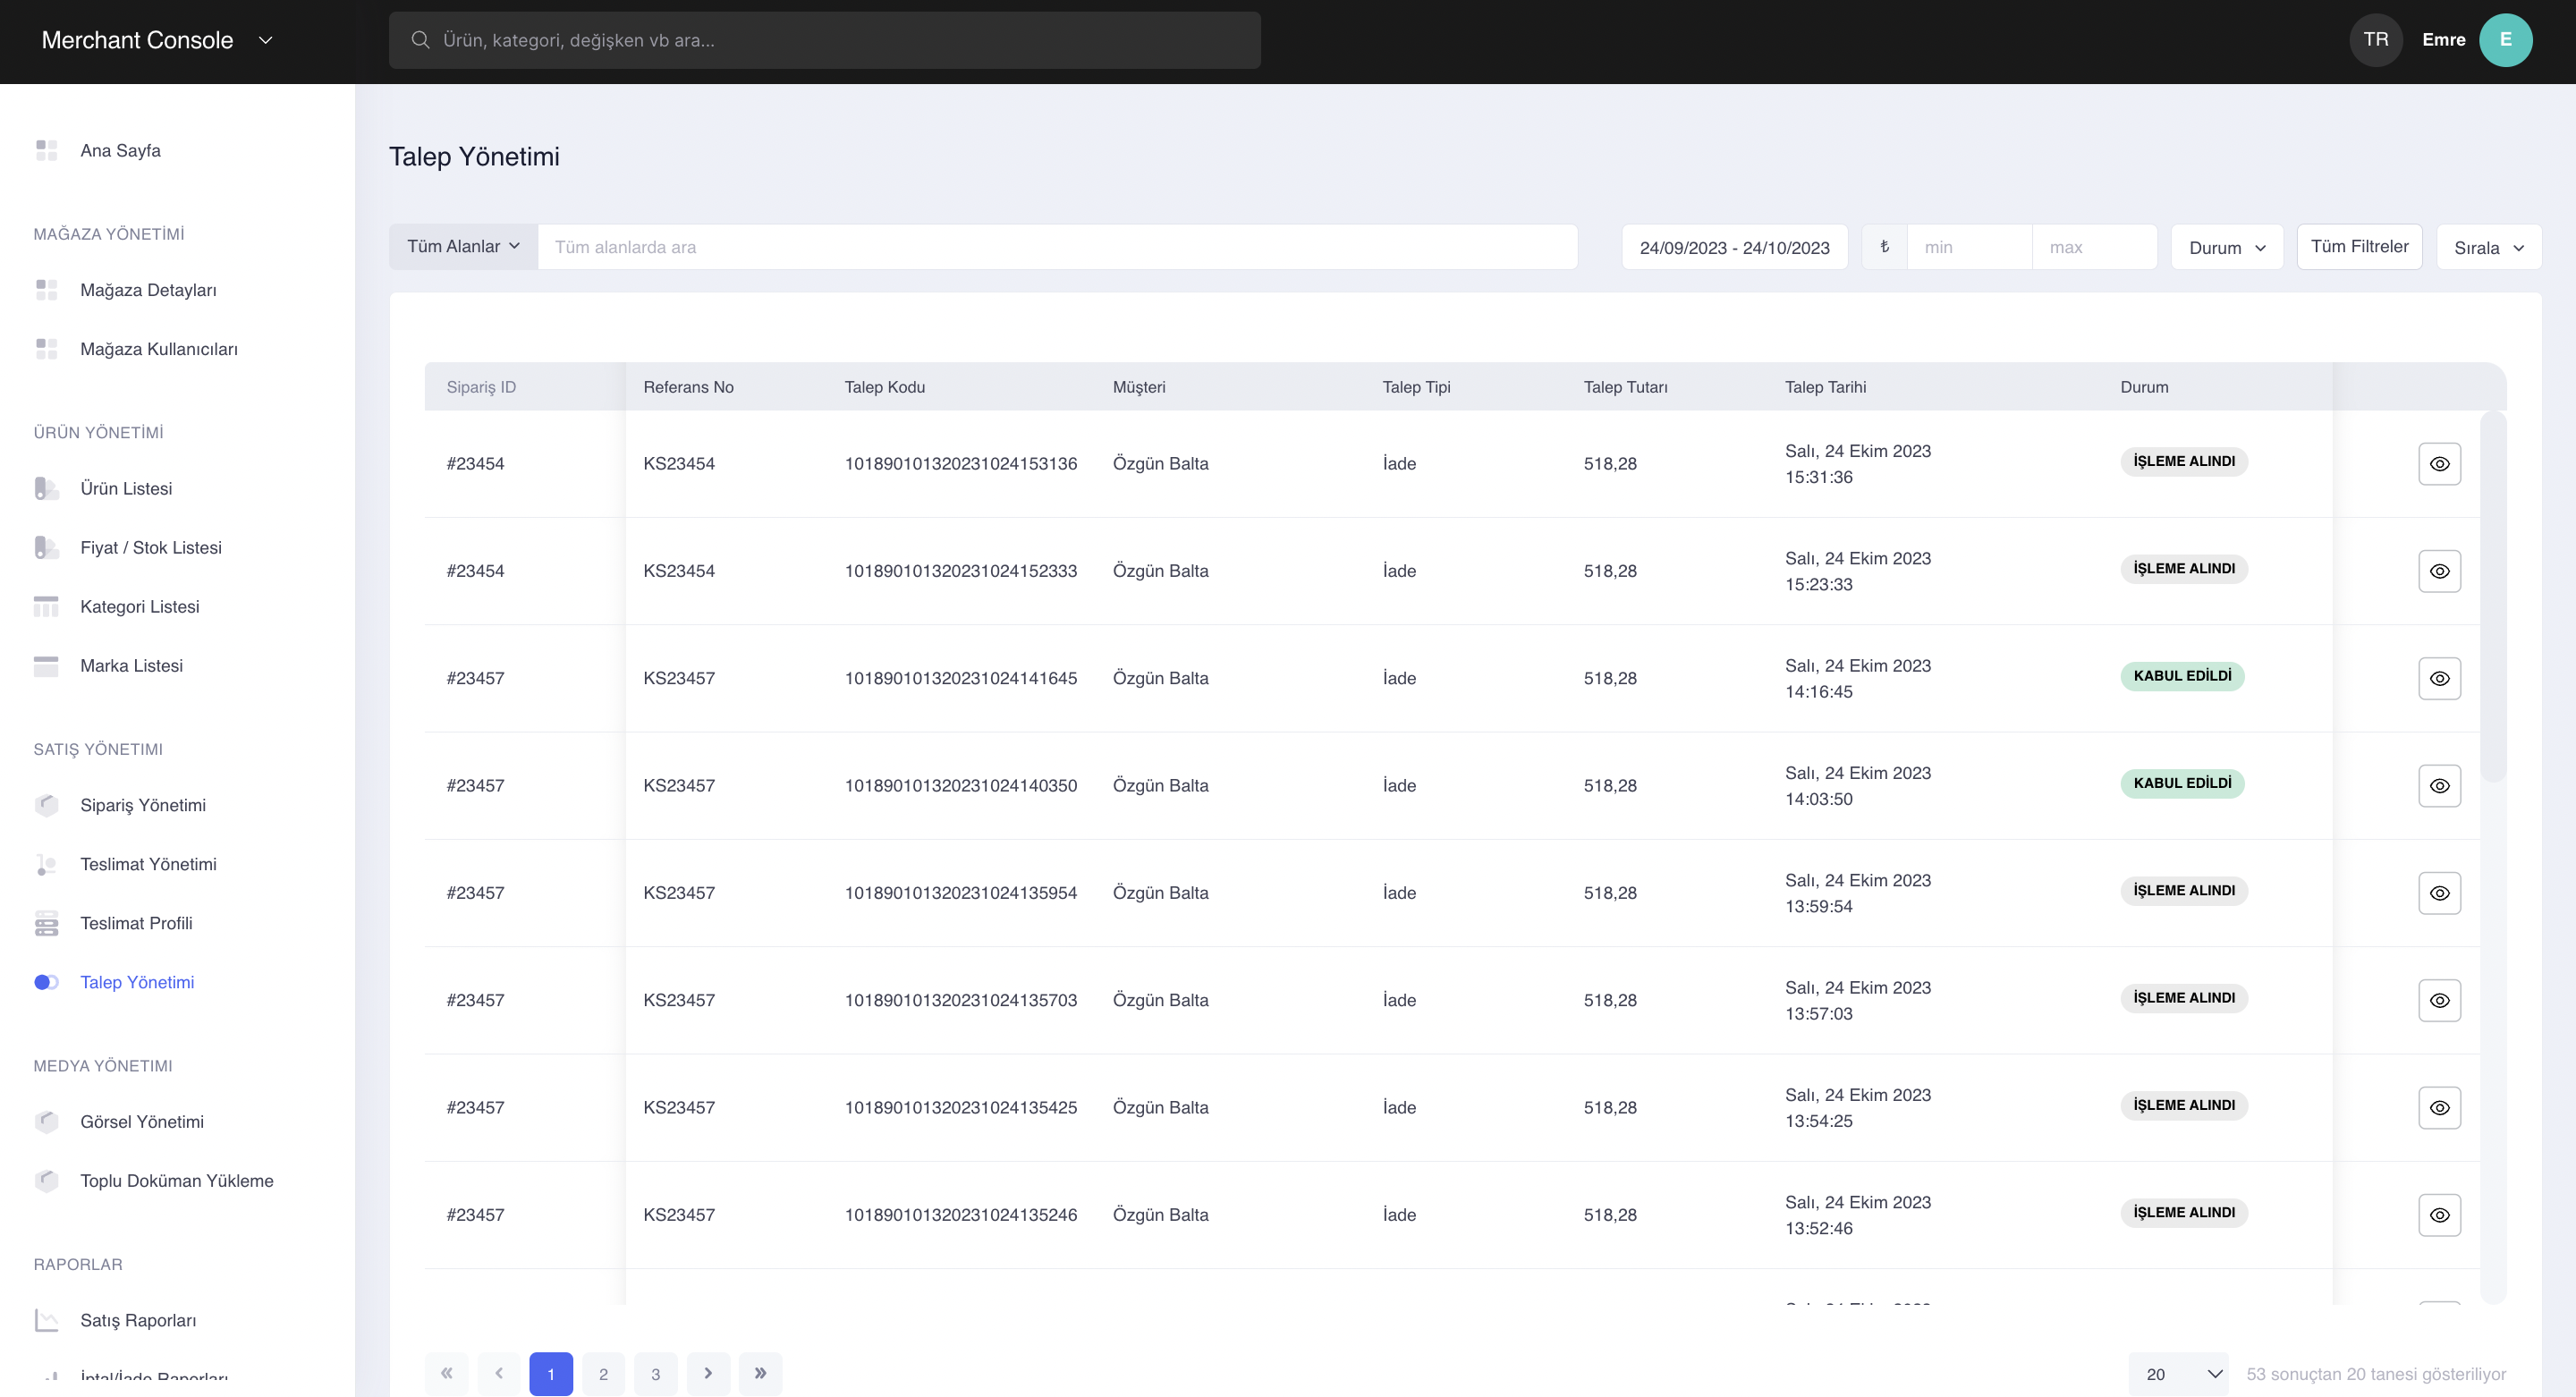 Merchant Console
Ürün, kategori, değişken vb ara...
TR
Emre
E
Ana Sayfa
MAĞAZA YÖNETİMİ
Mağaza Detayları
Mağaza Kullanıcıları
ÜRÜN YÖNETİMİ
Ürün Listesi
Fiyat / Stok Listesi
Kategori Listesi
Marka Listesi
SATIŞ YÖNETIMI
Sipariş Yönetimi
Teslimat Yönetimi
Teslimat Profili
Talep Yönetimi
MEDYA YÖNETIMI
Görsel Yönetimi
Toplu Doküman Yükleme
RAPORLAR
Satış Raporları
İptal/İade Raporları
Talep Yönetimi
Tüm Alanlar
Tüm alanlarda ara
24/09/2023 - 24/10/2023
₺
min
max
Durum
Tüm Filtreler
Sırala
Sipariş ID Referans No Talep Kodu Müşteri Talep Tipi Talep Tutarı Talep Tarihi Durum
#23454 KS23454 101890101320231024153136 Özgün Balta İade 518,28 Salı, 24 Ekim 2023
15:31:36 İŞLEME ALINDI
#23454 KS23454 101890101320231024152333 Özgün Balta İade 518,28 Salı, 24 Ekim 2023
15:23:33 İŞLEME ALINDI
#23457 KS23457 101890101320231024141645 Özgün Balta İade 518,28 Salı, 24 Ekim 2023
14:16:45 KABUL EDİLDİ
#23457 KS23457 101890101320231024140350 Özgün Balta İade 518,28 Salı, 24 Ekim 2023
14:03:50 KABUL EDİLDİ
#23457 KS23457 101890101320231024135954 Özgün Balta İade 518,28 Salı, 24 Ekim 2023
13:59:54 İŞLEME ALINDI
#23457 KS23457 101890101320231024135703 Özgün Balta İade 518,28 Salı, 24 Ekim 2023
13:57:03 İŞLEME ALINDI
#23457 KS23457 101890101320231024135425 Özgün Balta İade 518,28 Salı, 24 Ekim 2023
13:54:25 İŞLEME ALINDI
#23457 KS23457 101890101320231024135246 Özgün Balta İade 518,28 Salı, 24 Ekim 2023
13:52:46 İŞLEME ALINDI
« ‹ 1 2 3 › »
20
53 sonuçtan 20 tanesi gösteriliyor